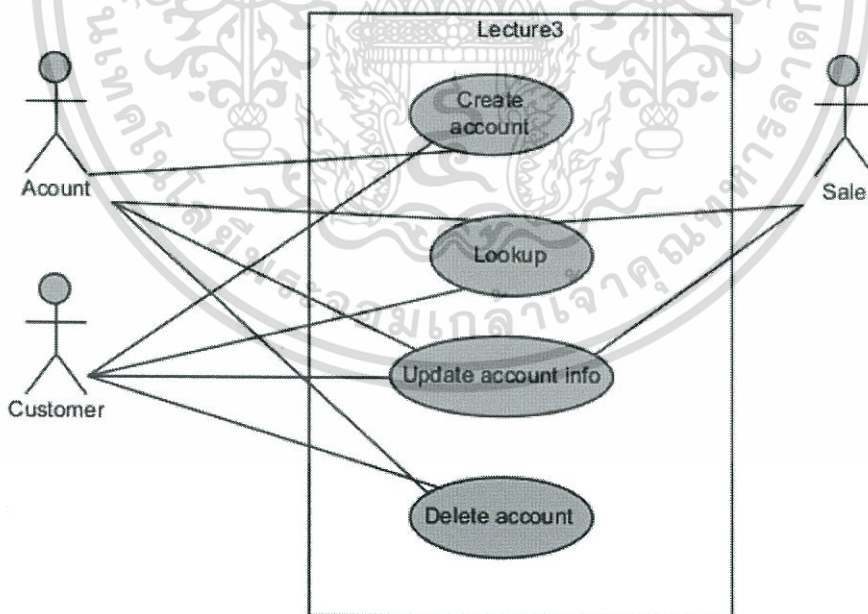 Lecture3
Create
account
Acount
Sale
Lookup
Customer
Update account info
Delete account